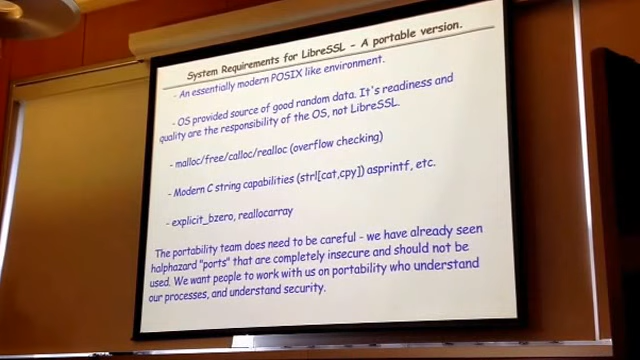 System Requirements for LibreSSL - A portable version.
- An essentially modern POSIX like environment.
- OS provided source of good random data. It's readiness and
quality are the responsibility of the OS, not LibreSSL.
- malloc/free/calloc/realloc (overflow checking)
- Modern C string capabilities (strl[cat,cpy]) asprintf, etc.
- explicit_bzero, reallocarray
The portability team does need to be careful - we have already seen
halphazard "ports" that are completely insecure and should not be
used. We want people to work with us on portability who understand
our processes, and understand security.